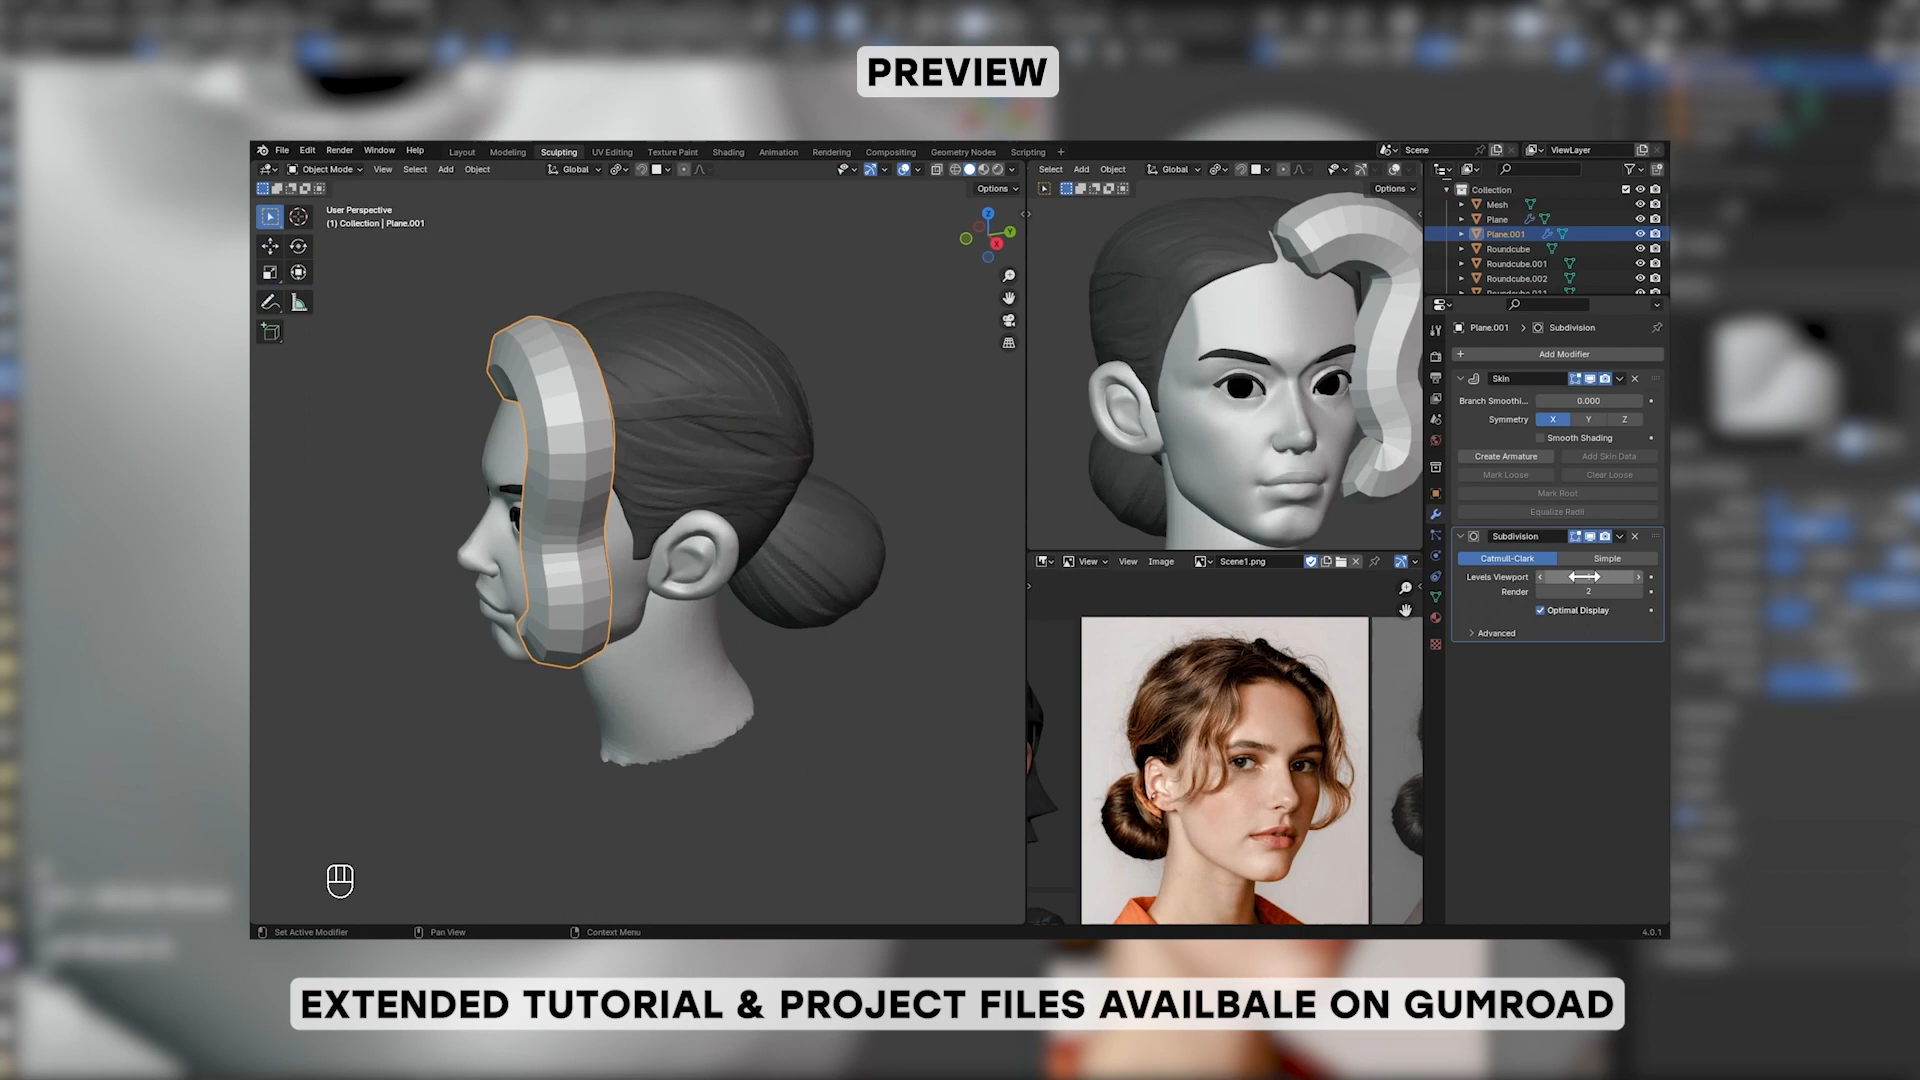 PREVIEW
File Edit Render Window Help
Layout Modeling Sculpting UV Editing Texture Paint Shading Animation Rendering Compositing Geometry Nodes Scripting +
Scene
ViewLayer
Object Mode View Select Add Object
Global
Select Add Object
Global
Options
Options
User Perspective
(1) Collection | Plane.001
Z
Y
X
Collection
Mesh
Plane
Plane.001
Roundcube
Roundcube.001
Roundcube.002
Plane.001 > Subdivision
+ Add Modifier
Skin
Branch Smoothi... 0.000
Symmetry X Y Z
Smooth Shading
Create Armature Add Skin Data
Mark Loose Clear Loose
Mark Root
Equalize Radii
Subdivision
Catmull-Clark Simple
Levels Viewport
Render 2
Optimal Display
Advanced
View View Image Scene1.png
Set Active Modifier Pan View Context Menu
4.0.1
EXTENDED TUTORIAL & PROJECT FILES AVAILBALE ON GUMROAD